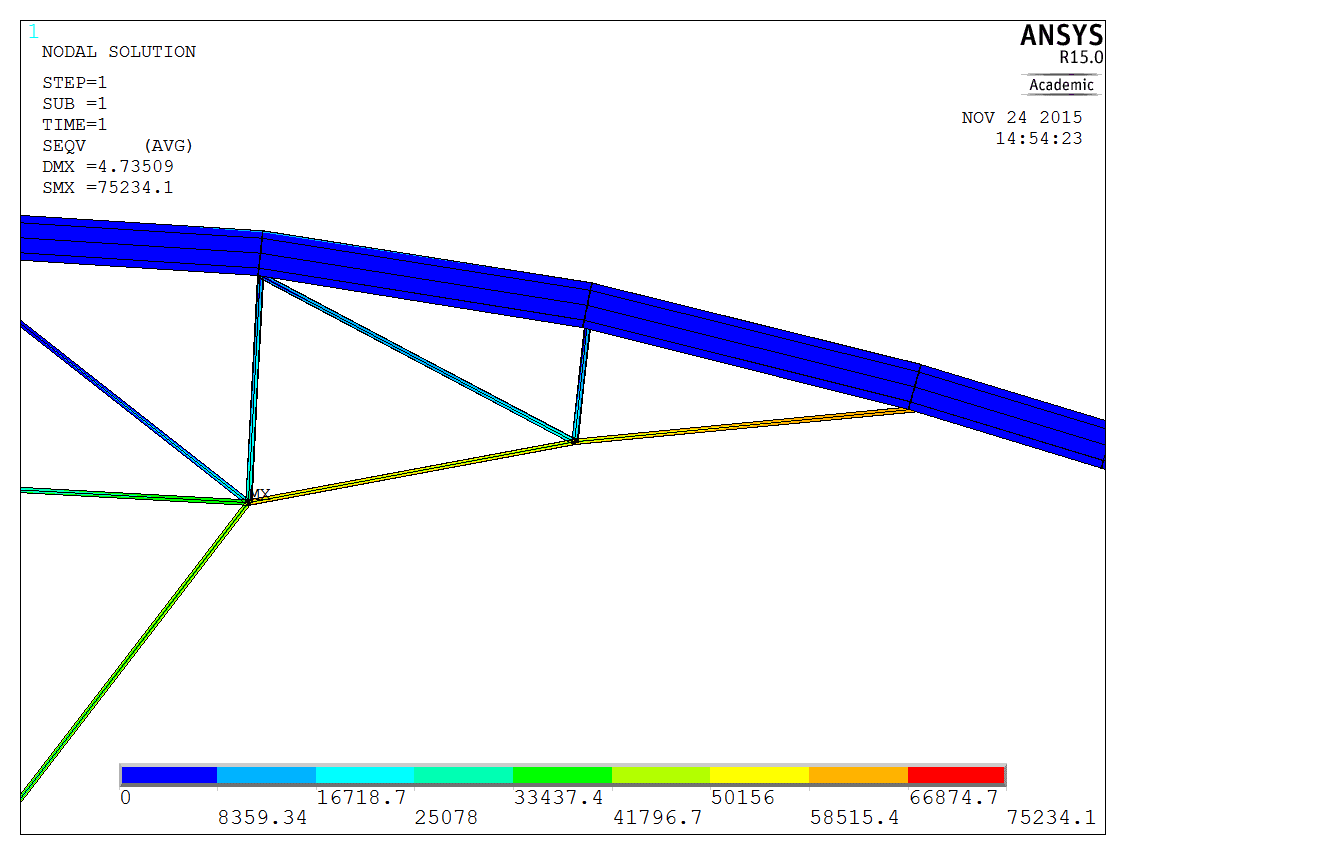 1
NODAL SOLUTION
STEP=1
SUB =1
TIME=1
SEQV (AVG)
DMX =4.73509
SMX =75234.1
ANSYS
R15.0
Academic
NOV 24 2015
14:54:23
MX
0 16718.7 33437.4 50156 66874.7
8359.34 25078 41796.7 58515.4 75234.1